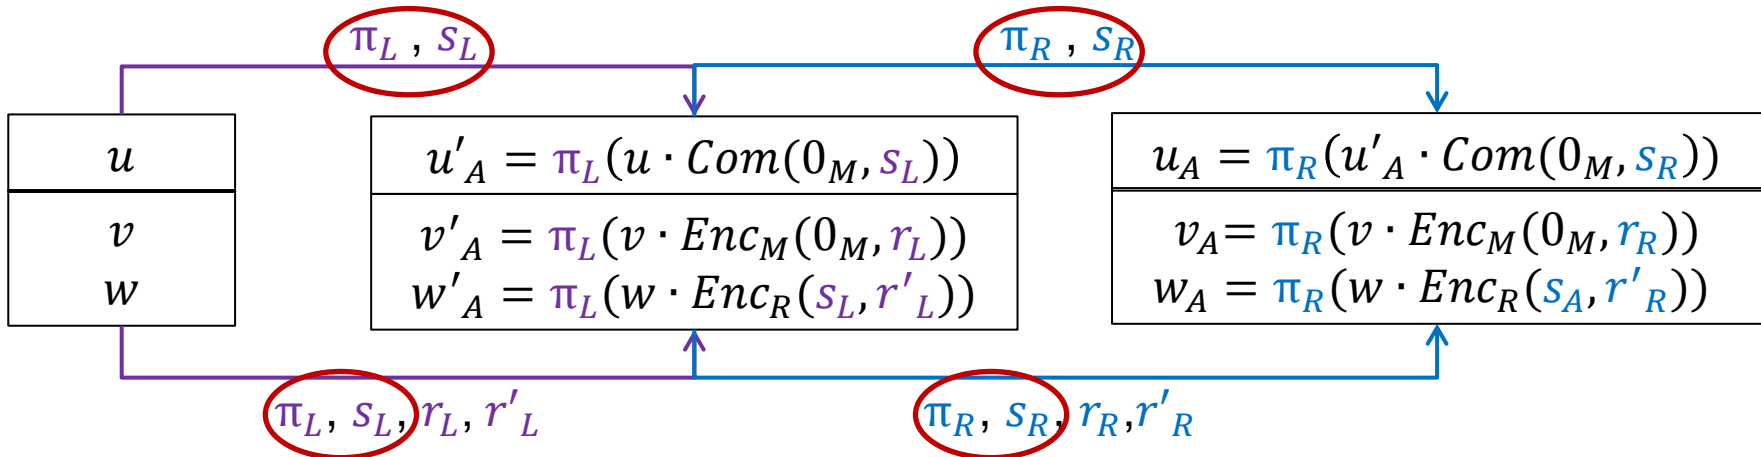 π_L , s_L
π_R , s_R
u
v
w
u'_A = π_L(u · Com(0_M, s_L))
v'_A = π_L(v · Enc_M(0_M, r_L))
w'_A = π_L(w · Enc_R(s_L, r'_L))
u_A = π_R(u'_A · Com(0_M, s_R))
v_A= π_R(v · Enc_M(0_M, r_R))
w_A = π_R(w · Enc_R(s_A, r'_R))
π_L, s_L, r_L, r'_L
π_R, s_R, r_R,r'_R